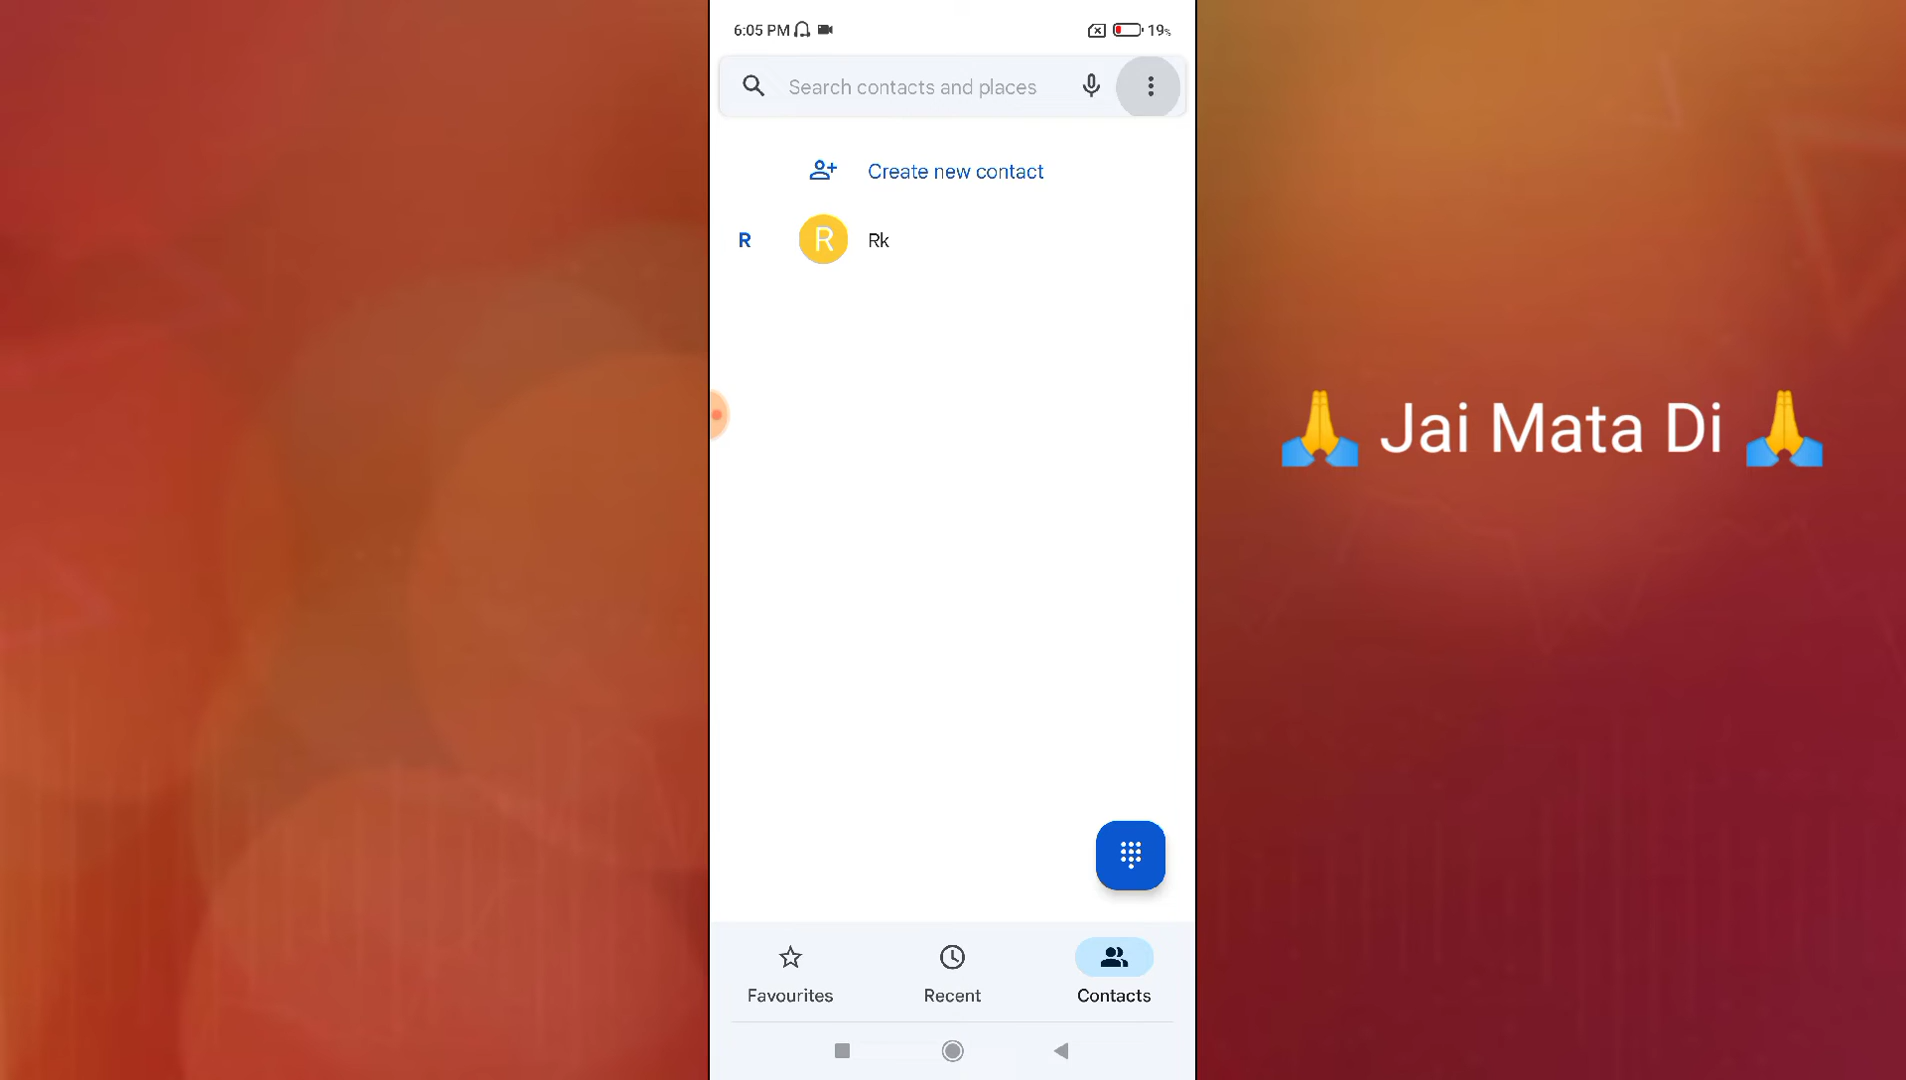 6:05 PM 19%
Search contacts and places
Create new contact
R R Rk
🙏 Jai Mata Di 🙏
Favourites Recent Contacts